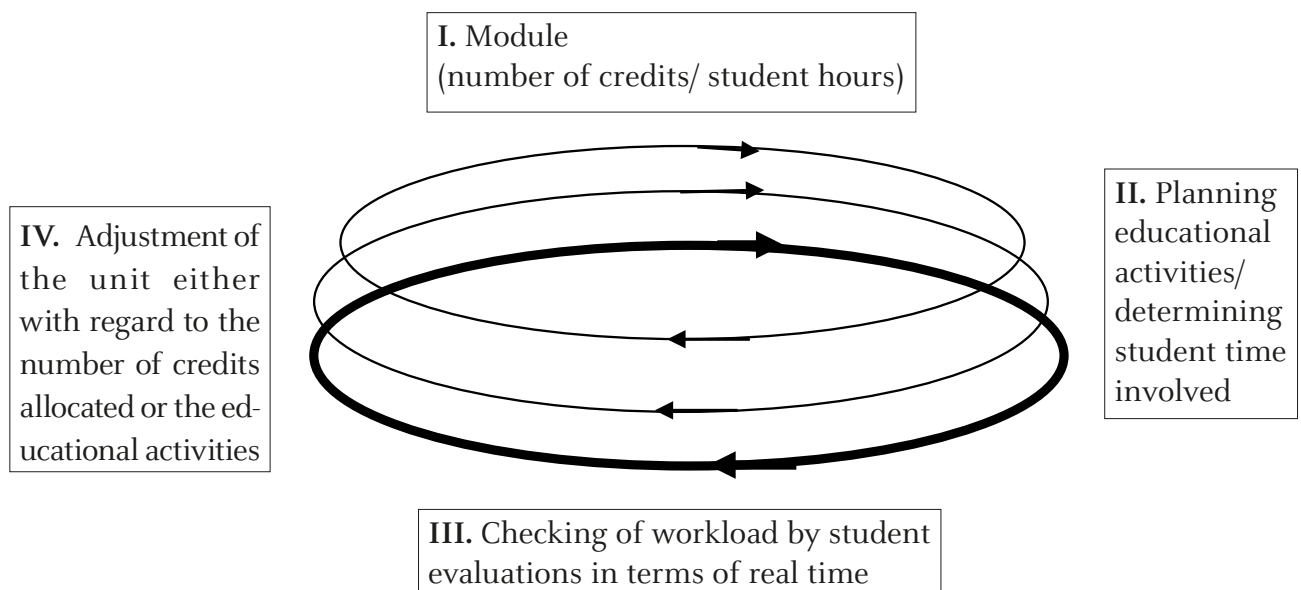 I. Module
(number of credits/ student hours)
II. Planning
educational
activities/
determining
student time
involved
III. Checking of workload by student
evaluations in terms of real time
IV. Adjustment of
the unit either
with regard to the
number of credits
allocated or the ed-
ucational activities